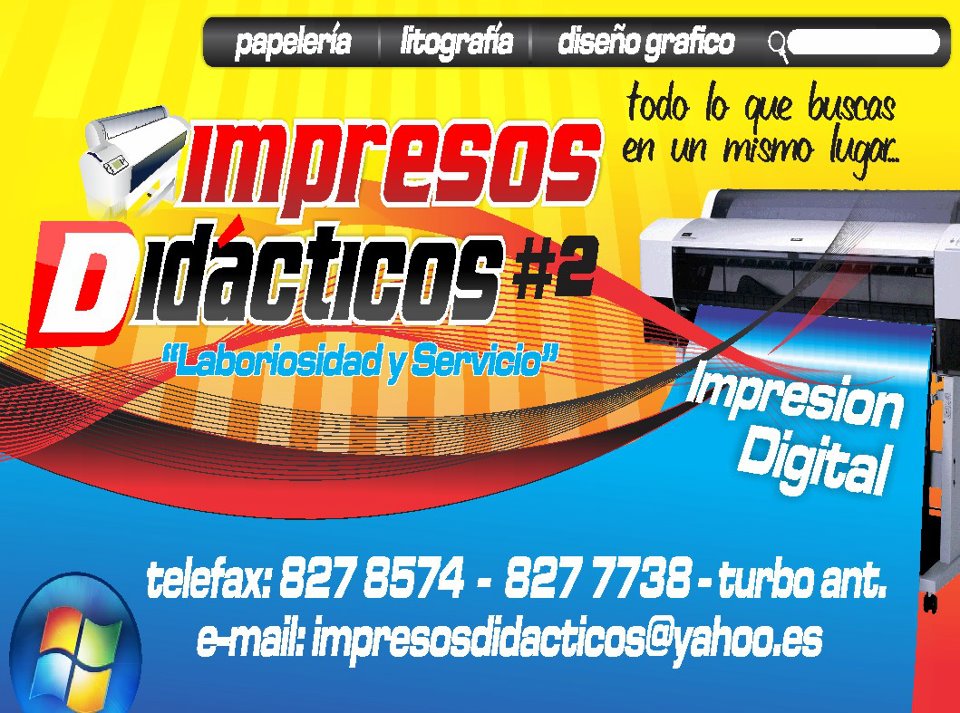 papelería litografía diseño grafico
todo lo que buscas
en un mismo lugar...
impresos
Didácticos #2
"Laboriosidad y Servicio"
Impresion
Digital
telefax: 827 8574 - 827 7738 - turbo ant.
e-mail: impresosdidacticos@yahoo.es